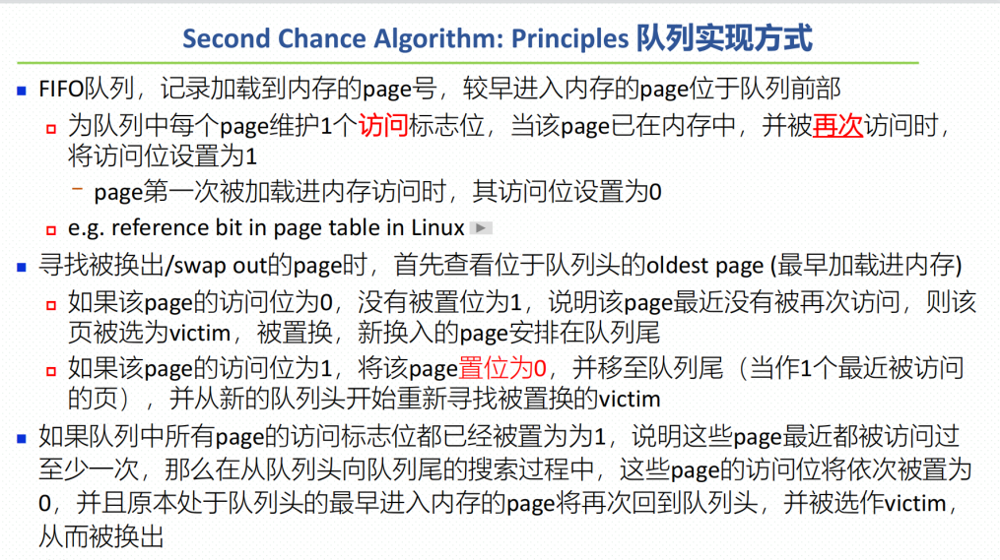 Second Chance Algorithm: Principles 队列实现方式
FIFO队列，记录加载到内存的page号，较早进入内存的page位于队列前部
为队列中每个page维护1个访问标志位，当该page已在内存中，并被再次访问时，
将访问位设置为1
page第一次被加载进内存访问时，其访问位设置为0
e.g. reference bit in page table in Linux
寻找被换出/swap out的page时，首先查看位于队列头的oldest page (最早加载进内存)
如果该page的访问位为0，没有被置位为1，说明该page最近没有被再次访问，则该
页被选为victim，被置换，新换入的page安排在队列尾
如果该page的访问位为1，将该page置位为0，并移至队列尾（当作1个最近被访问
的页），并从新的队列头开始重新寻找被置换的victim
如果队列中所有page的访问标志位都已经被置为为1，说明这些page最近都被访问过
至少一次，那么在从队列头向队列尾的搜索过程中，这些page的访问位将依次被置为
0，并且原本处于队列头的最早进入内存的page将再次回到队列头，并被选作victim，
从而被换出